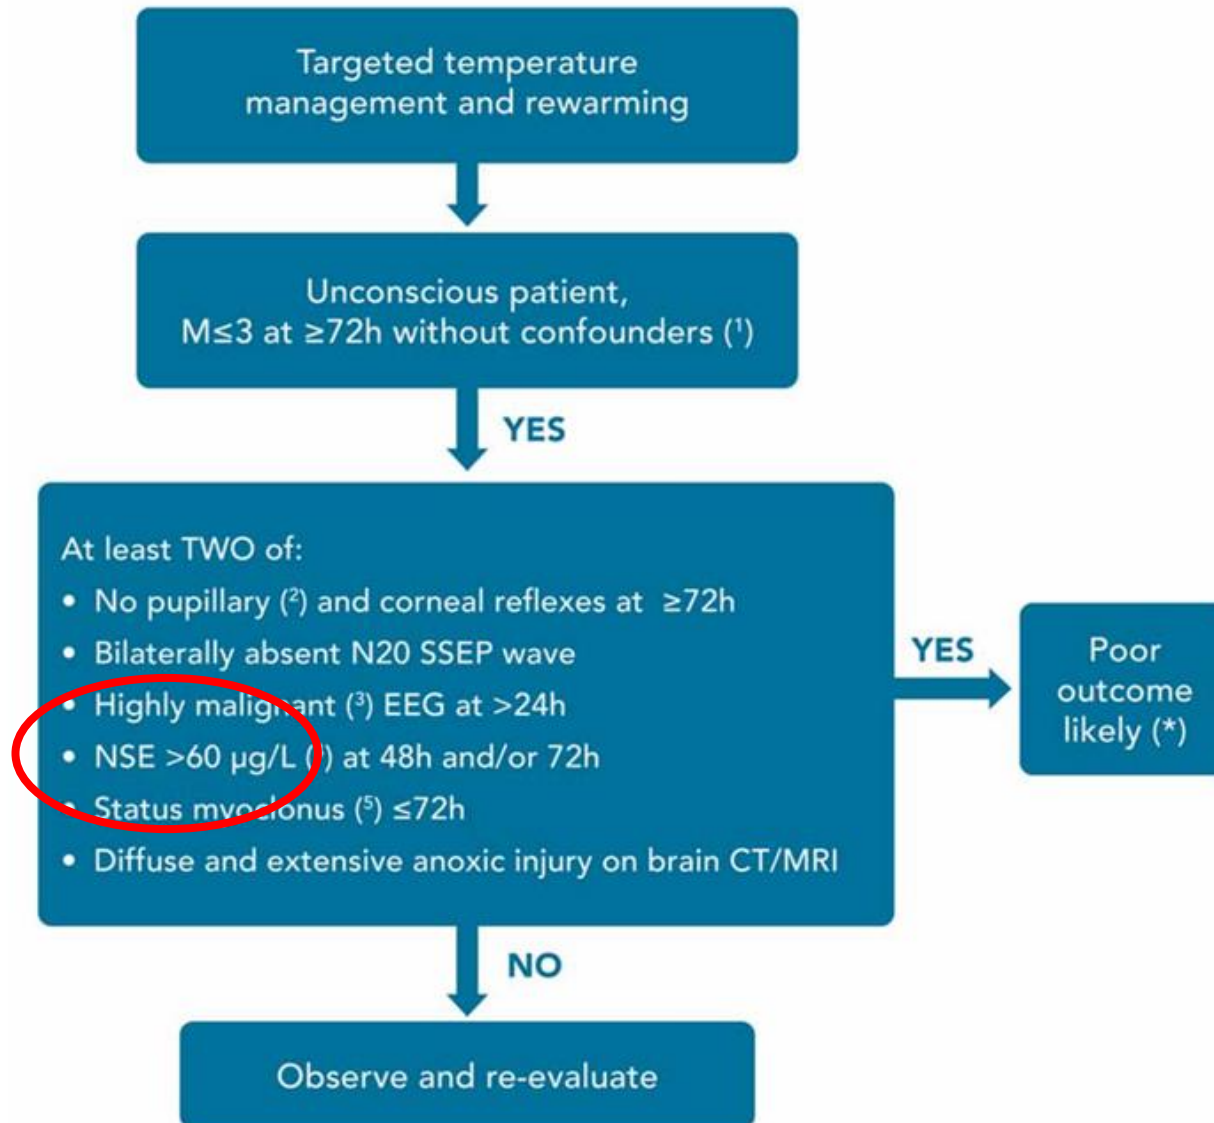 Targeted temperature
management and rewarming
Unconscious patient,
M≤3 at ≥72h without confounders (¹)
YES
At least TWO of:
• No pupillary (²) and corneal reflexes at ≥72h
• Bilaterally absent N20 SSEP wave
• Highly malignant (³) EEG at >24h
• NSE >60 µg/L ( ) at 48h and/or 72h
• Status myoclonus (⁵) ≤72h
• Diffuse and extensive anoxic injury on brain CT/MRI
YES
Poor
outcome
likely (*)
NO
Observe and re-evaluate